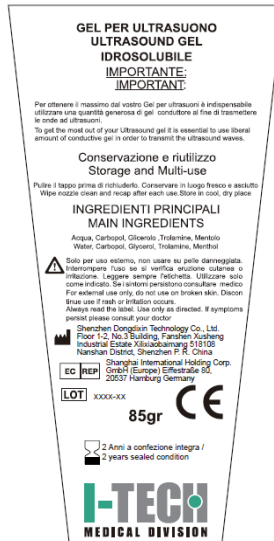 GEL PER ULTRASUONO
ULTRASOUND GEL
IDROSOLUBILE
IMPORTANTE:
IMPORTANT:
Per ottenere il massimo dal vostro Gel per ultrasuoni è indispensabile
utilizzare una quantità generosa di gel conduttore al fine di trasmettere
le onde ad ultrasuoni.
To get the most out of your Ultrasound gel it is essential to use liberal
amount of conductive gel in order to transmit the ultrasound waves.
Conservazione e riutilizzo
Storage and Multi-use
Pulire il tappo prima di richiuderlo. Conservare in luogo fresco e asciutto
Wipe nozzle clean and recap after each use.Store in cool, dry place
INGREDIENTI PRINCIPALI
MAIN INGREDIENTS
Acqua, Carbopol, Glicerolo ,Trolamine, Mentolo
Water, Carbopol, Glycerol, Trolamine, Menthol
Solo per uso esterno, non usare su pelle danneggiata.
Interrompere l'uso se si verifica eruzione cutanea o
irritazione. Leggere sempre l'etichetta. Utilizzare solo
come indicato. Se i sintomi persistono consultare medico
For external use only, do not use on broken skin. Discon
tinue use if rash or irritation occurs.
Always read the label. Use only as directed. If symptoms
persist please consult your doctor
Shenzhen Dongdixin Technology Co., Ltd.
Floor 1-2, No.3 Building, Fanshen Xusheng
Industrial Estate Xilixiaobaimang 518108
Nanshan District, Shenzhen P. R. China
EC REP
Shanghai International Holding Corp.
GmbH (Europe) Eiffestraße 80,
20537 Hamburg Germany
LOT xxxx-xx
85gr
CE
2 Anni a confezione integra /
2 years sealed condition
I-TECH
MEDICAL DIVISION